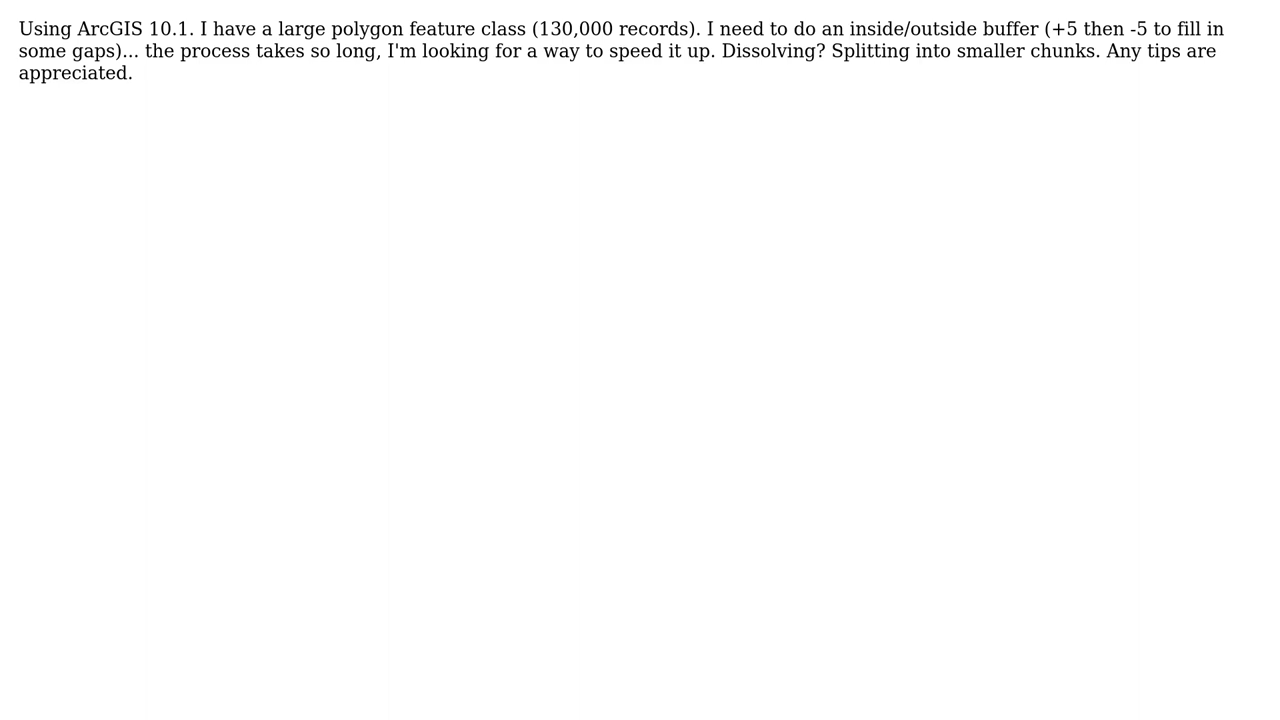 Using ArcGIS 10.1. I have a large polygon feature class (130,000 records). I need to do an inside/outside buffer (+5 then -5 to fill in
some gaps)... the process takes so long, I'm looking for a way to speed it up. Dissolving? Splitting into smaller chunks. Any tips are
appreciated.